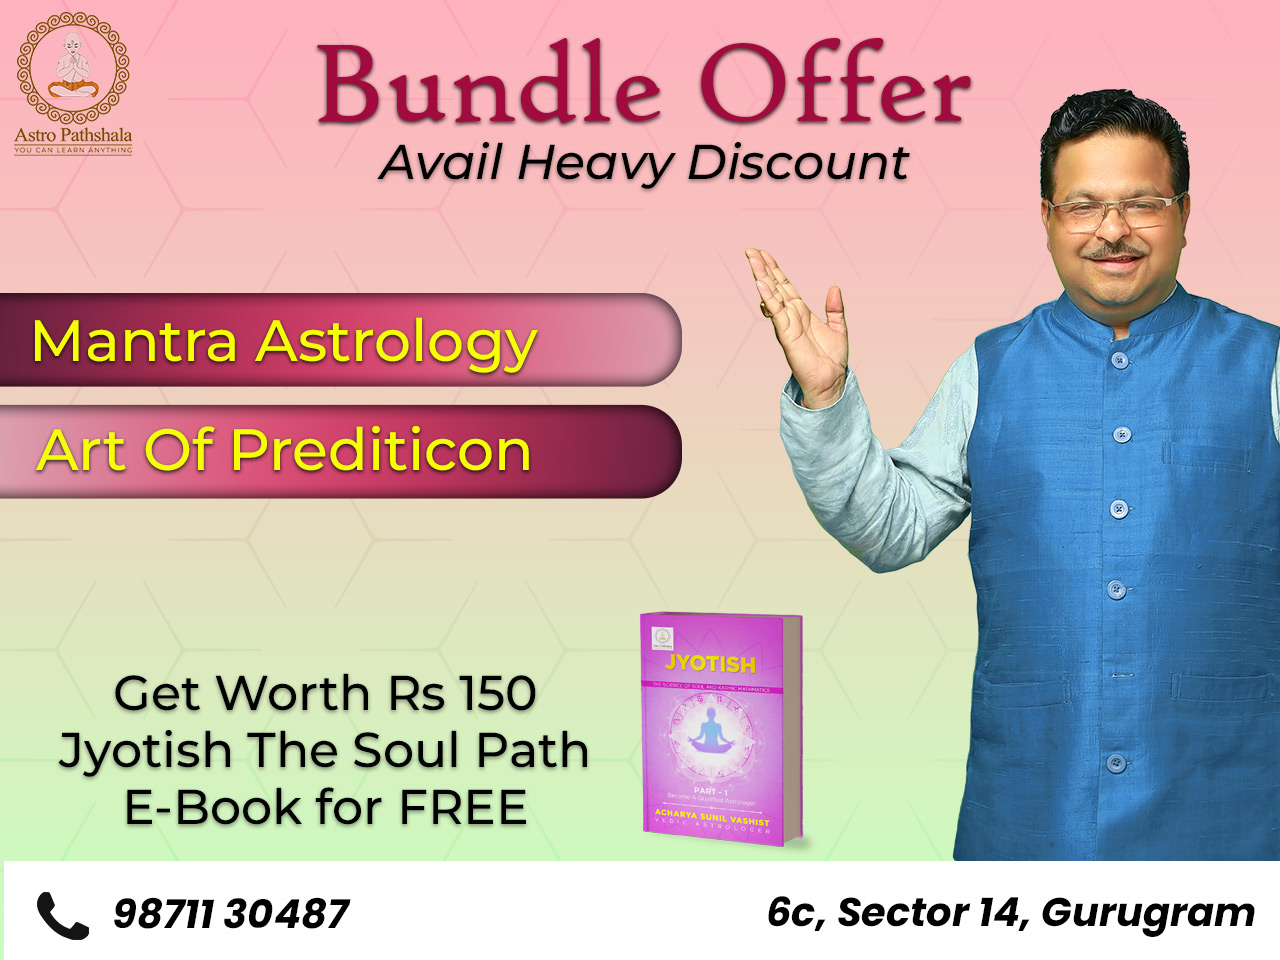 Astro Pathshala
YOU CAN LEARN ANYTHING
Bundle Offer
Avail Heavy Discount
Mantra Astrology
Art Of Prediticon
Get Worth Rs 150
Jyotish The Soul Path
E-Book for FREE
JYOTISH
THE SCIENCE OF SOUL AND KARMIC MATHMATICS
PART - 1
Become A Qualified Astrologer
ACHARYA SUNIL VASHIST
VEDIC ASTROLOGER
98711 30487
6c, Sector 14, Gurugram